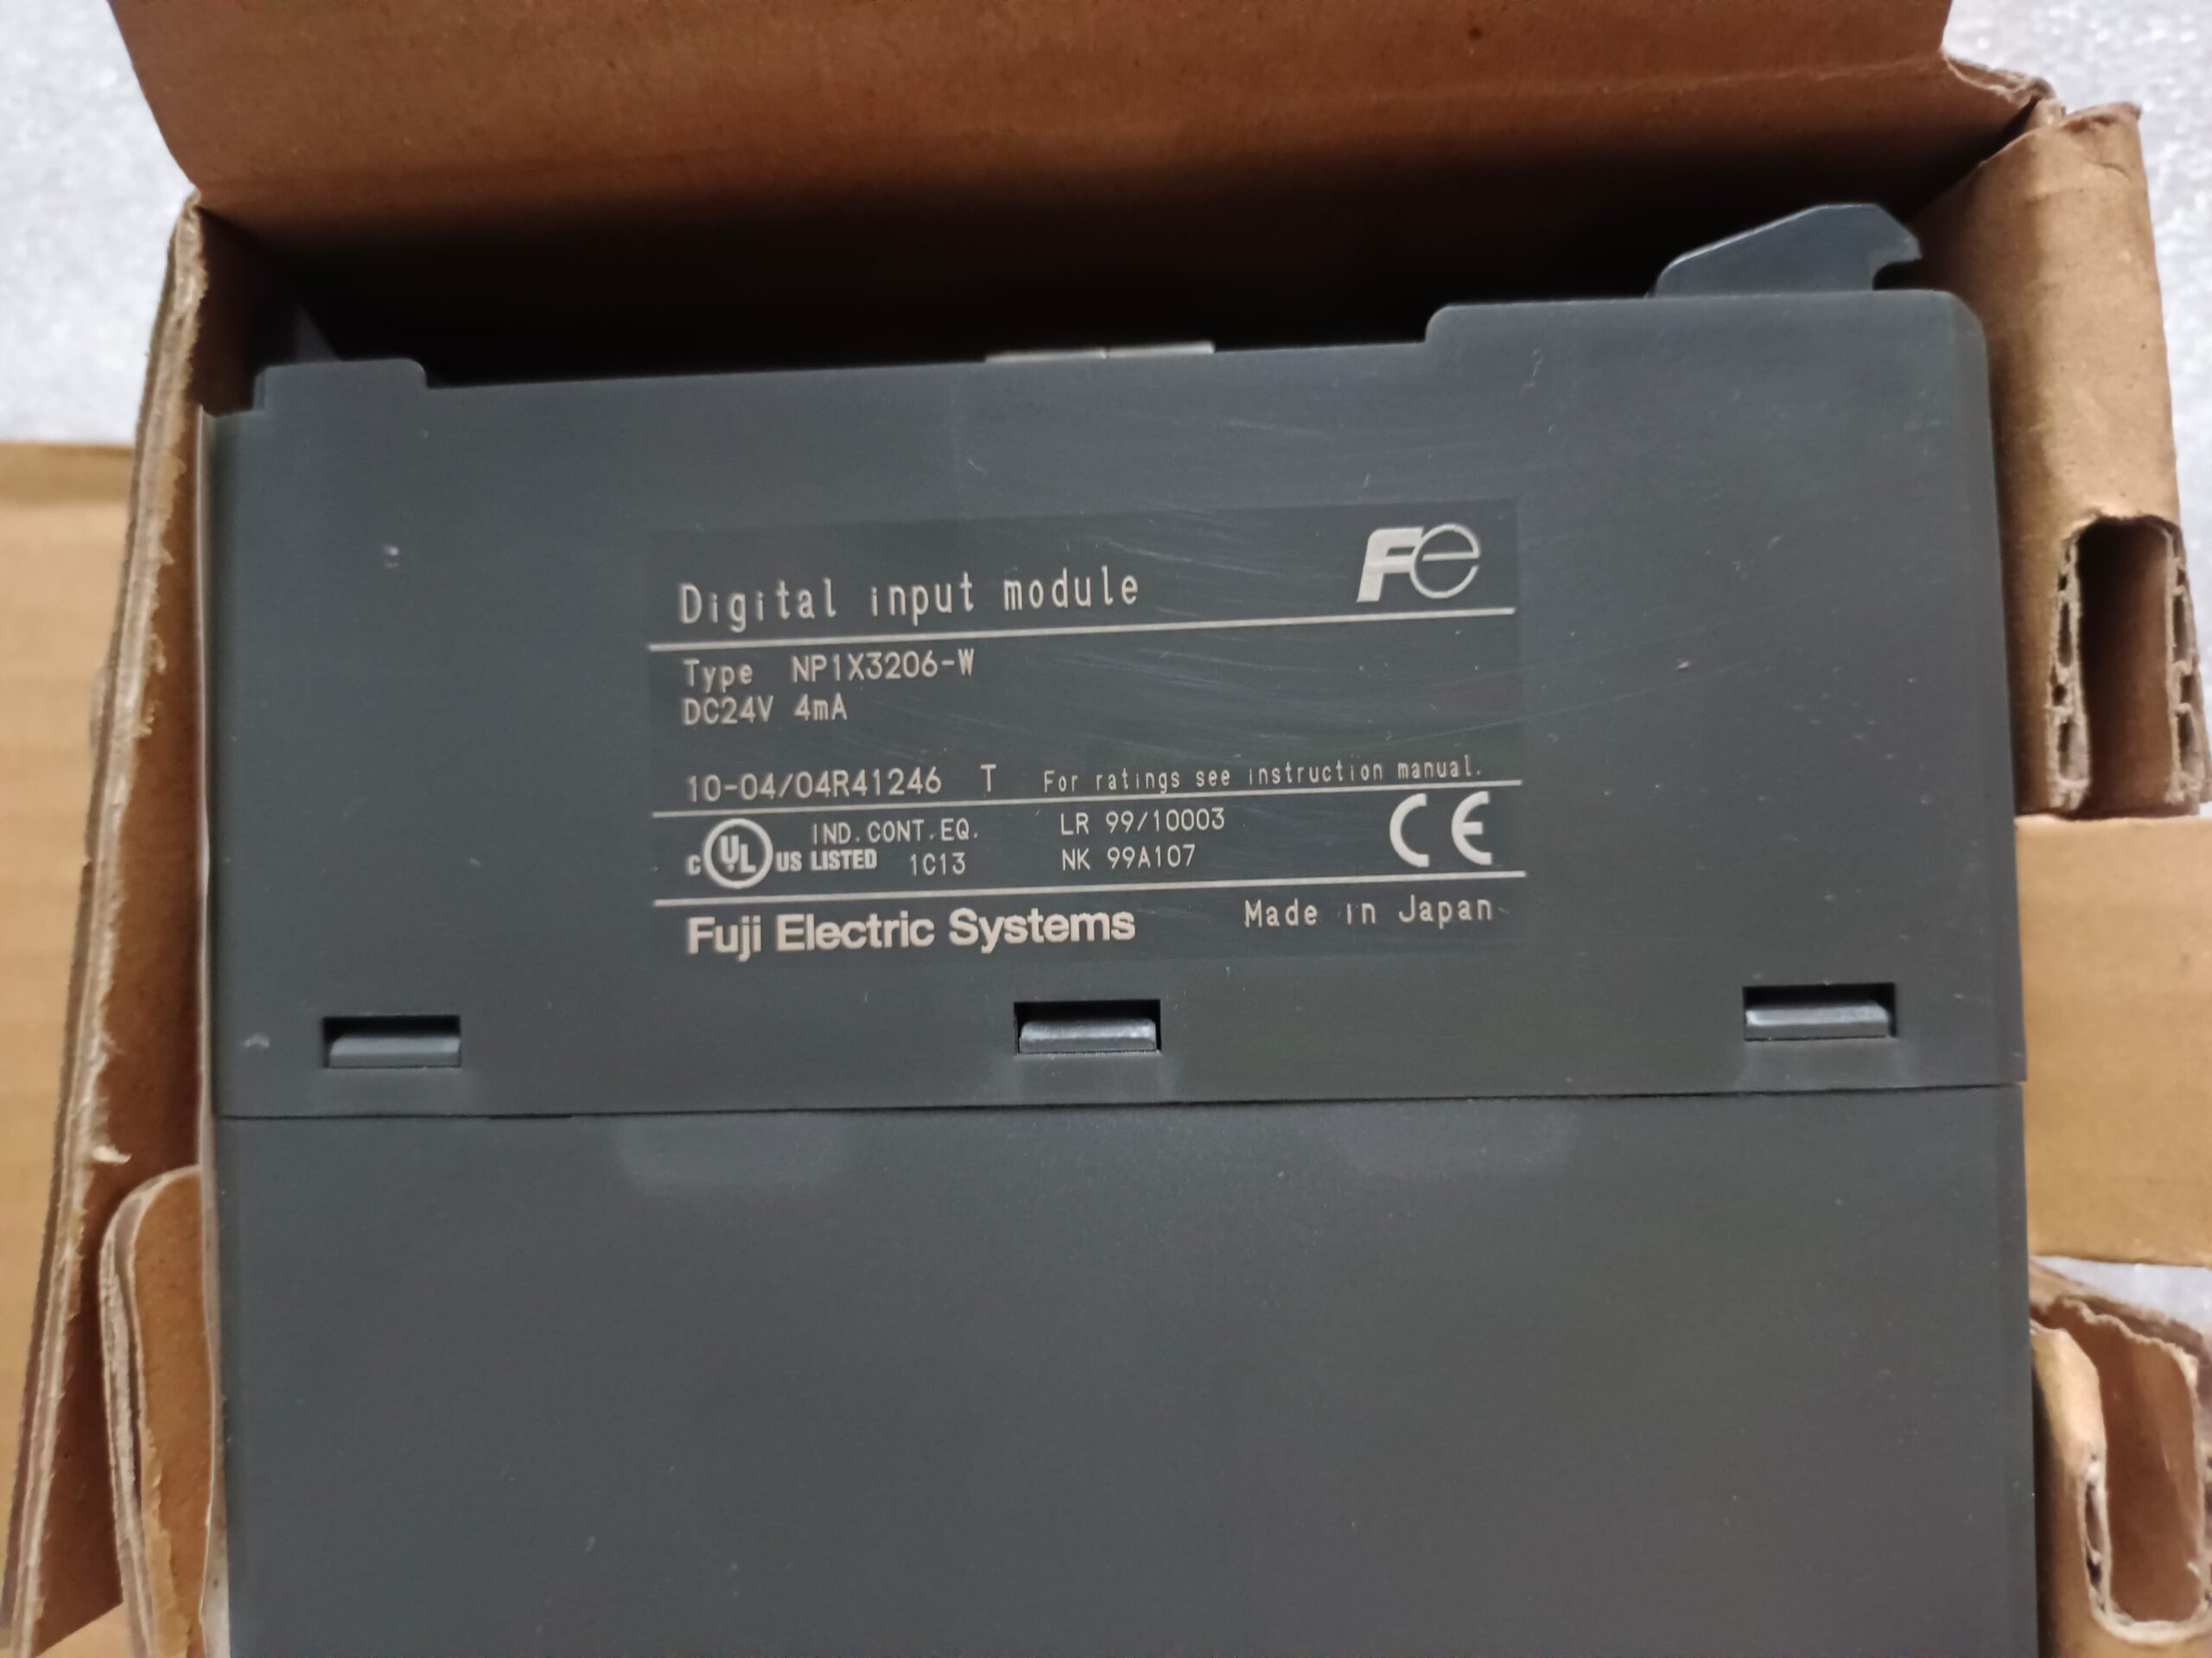 Digital input module Fe
Type NP1X3206-W
DC24V 4mA
10-04/04R41246 T For ratings see instruction manual.
IND.CONT.EQ. LR 99/10003
c UL US LISTED 1C13 NK 99A107 CE
Fuji Electric Systems Made in Japan